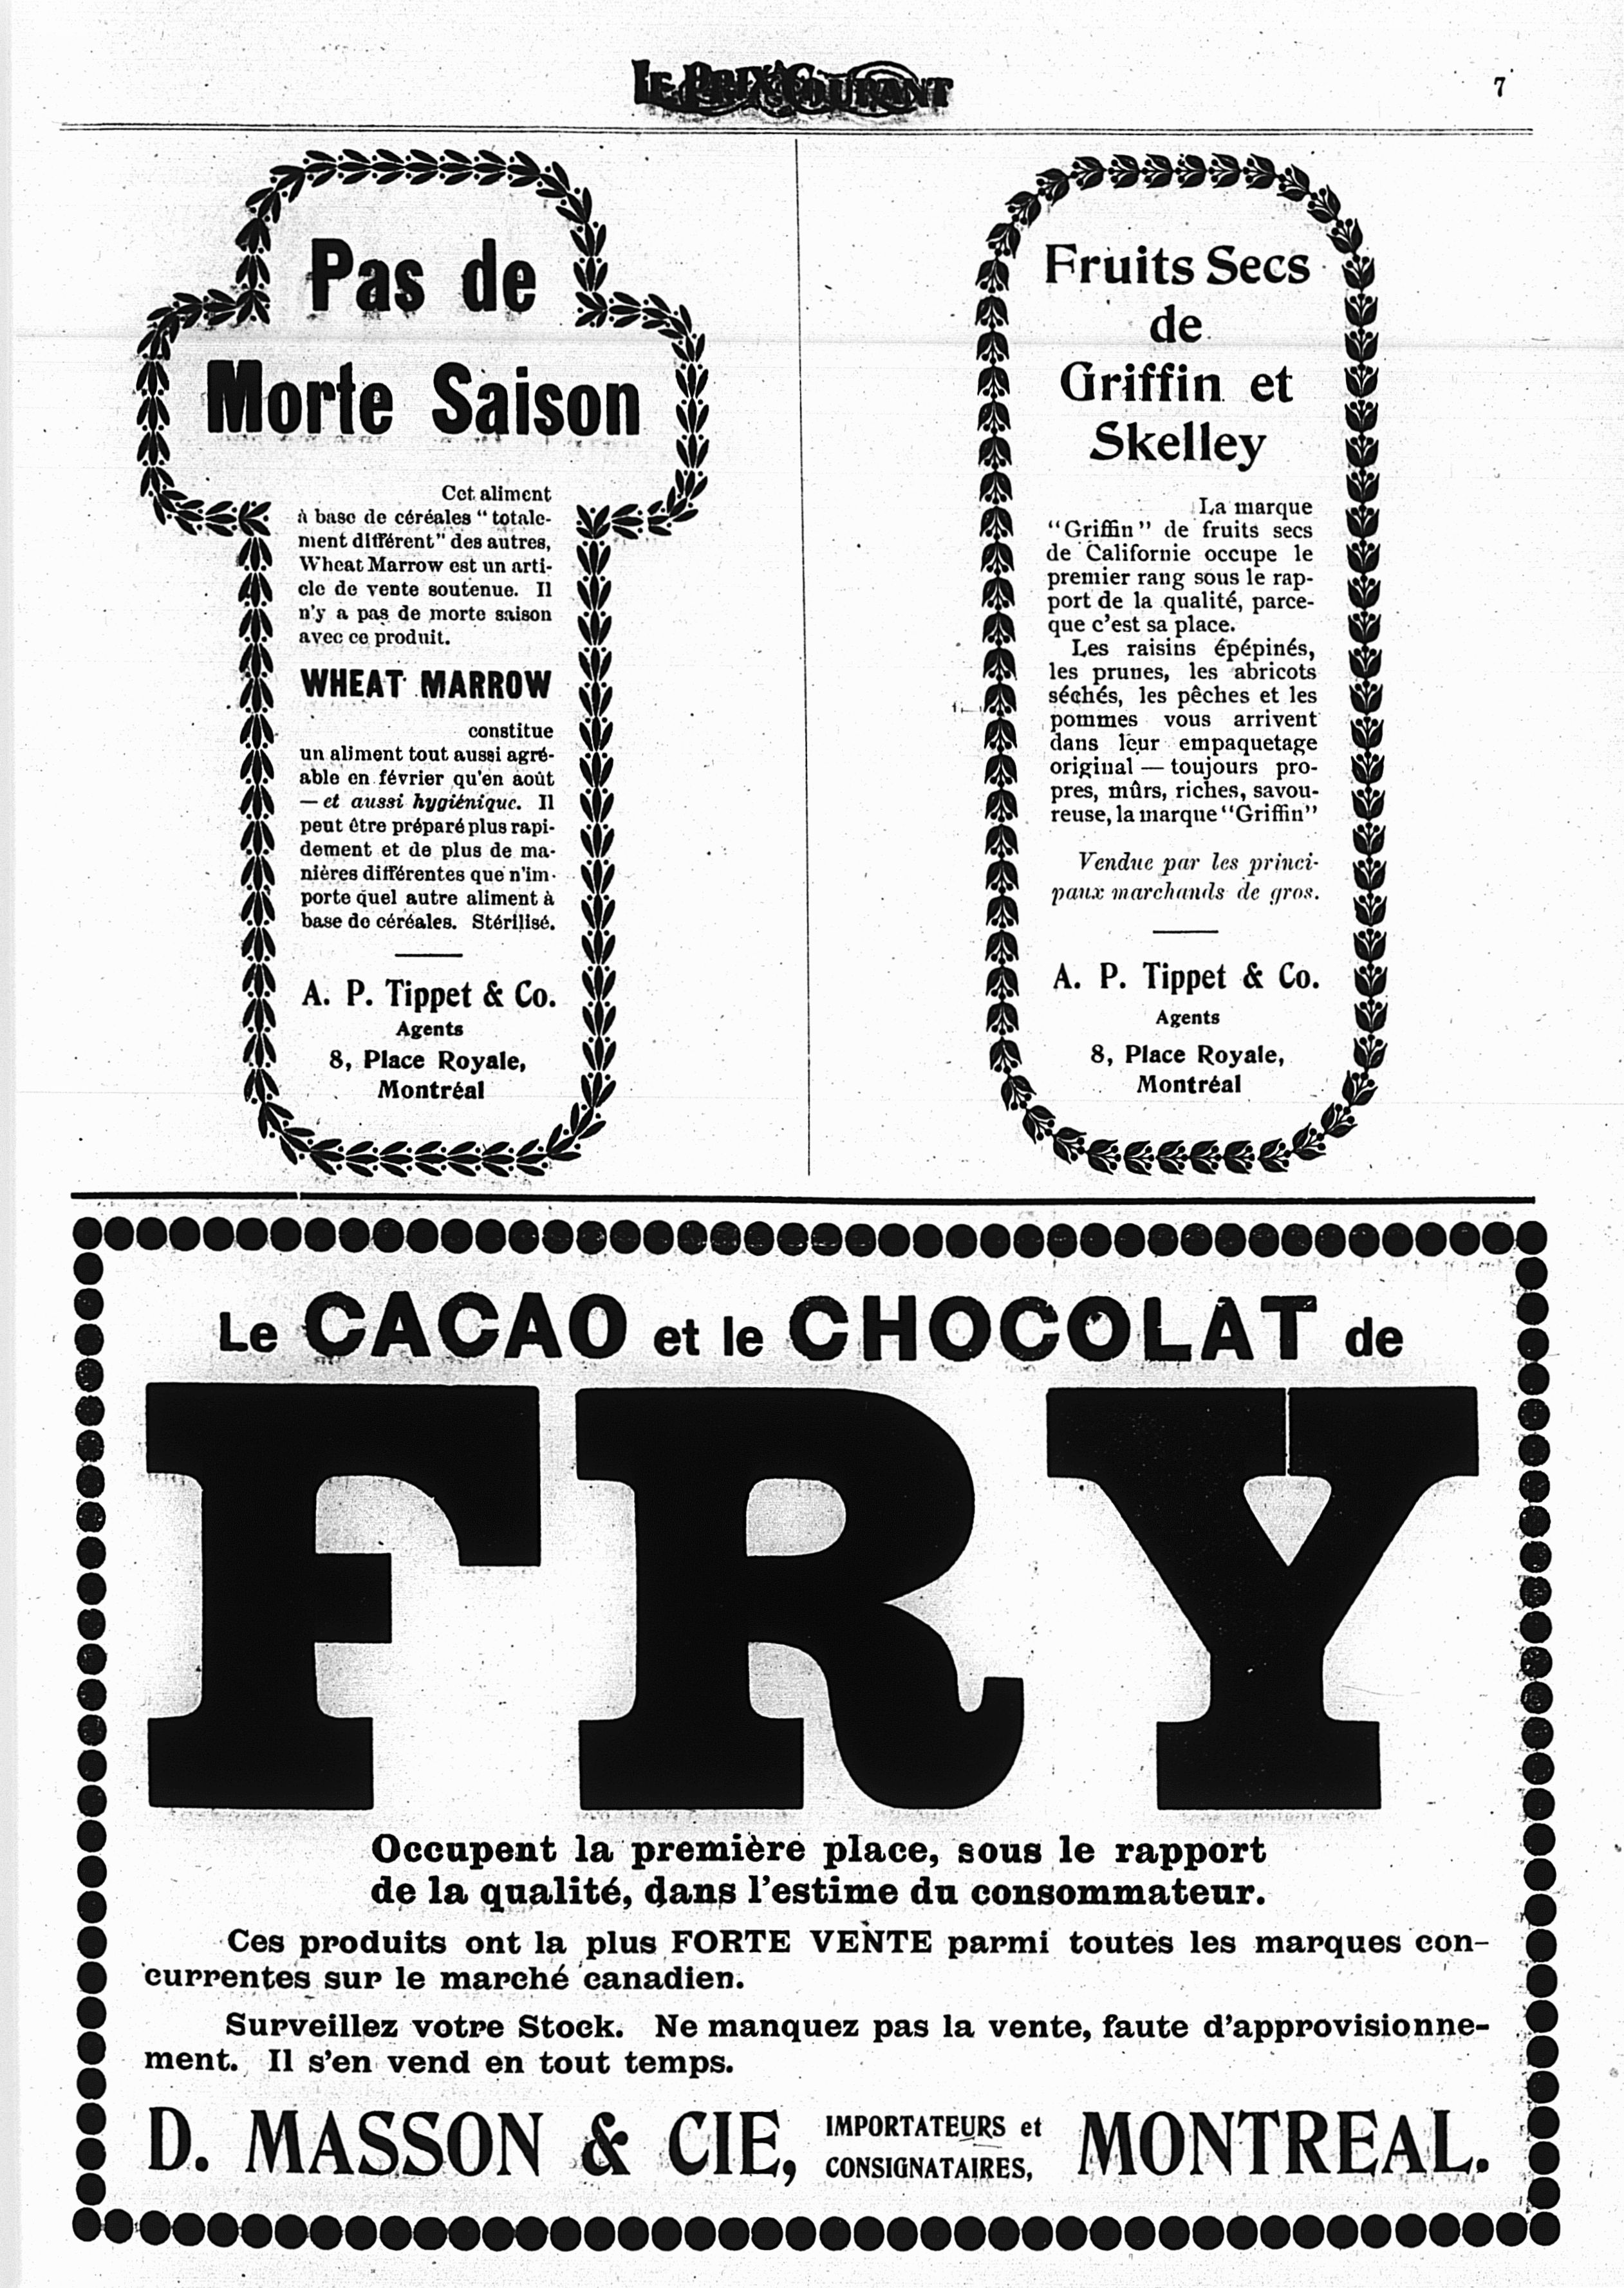 LE PRIX COURANT
7
Pas de
Morte Saison
Cet aliment
à base de céréales "totale-
ment différent" des autres,
Wheat Marrow est un arti-
cle de vente soutenue. Il
n'y a pas de morte saison
avec ce produit.
WHEAT MARROW
constitue
un aliment tout aussi agré-
able en février qu'en août
— et aussi hygiénique. Il
peut être préparé plus rapi-
dement et de plus de ma-
nières différentes que n'im-
porte quel autre aliment à
base de céréales. Stérilisé.
A. P. Tippet & Co.
Agents
8, Place Royale,
Montréal
Fruits Secs
de
Griffin et
Skelley
La marque
"Griffin" de fruits secs
de Californie occupe le
premier rang sous le rap-
port de la qualité, parce-
que c'est sa place.
Les raisins épépinés,
les prunes, les abricots
séchés, les pêches et les
pommes vous arrivent
dans leur empaquetage
original — toujours pro-
pres, mûrs, riches, savou-
reuse, la marque "Griffin"
Vendue par les princi-
paux marchands de gros.
A. P. Tippet & Co.
Agents
8, Place Royale,
Montréal
Le CACAO et le CHOCOLAT de
FRY
Occupent la première place, sous le rapport
de la qualité, dans l'estime du consommateur.
Ces produits ont la plus FORTE VENTE parmi toutes les marques con-
currentes sur le marché canadien.
Surveillez votre Stock. Ne manquez pas la vente, faute d'approvisionne-
ment. Il s'en vend en tout temps.
D. MASSON & CIE, IMPORTATEURS et CONSIGNATAIRES, MONTREAL.